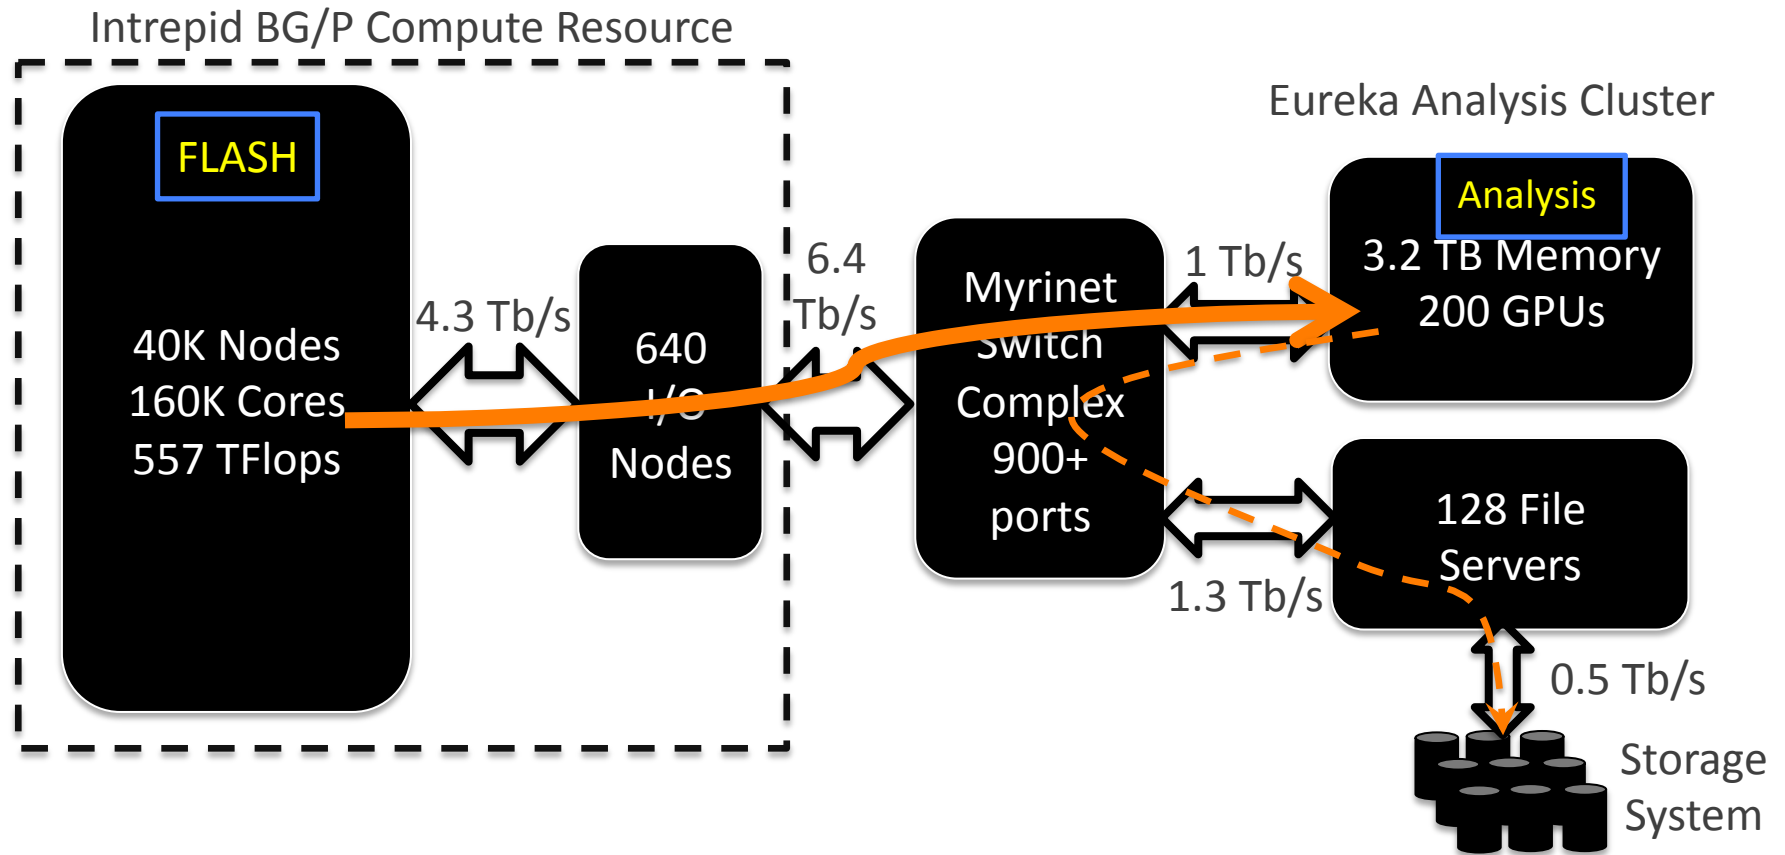 Intrepid BG/P Compute Resource
FLASH
40K Nodes
160K Cores
557 TFlops
4.3 Tb/s
640
I/O
Nodes
6.4
Tb/s
Myrinet
Switch
Complex
900+
ports
1 Tb/s
1.3 Tb/s
Eureka Analysis Cluster
Analysis
3.2 TB Memory
200 GPUs
128 File
Servers
0.5 Tb/s
Storage
System